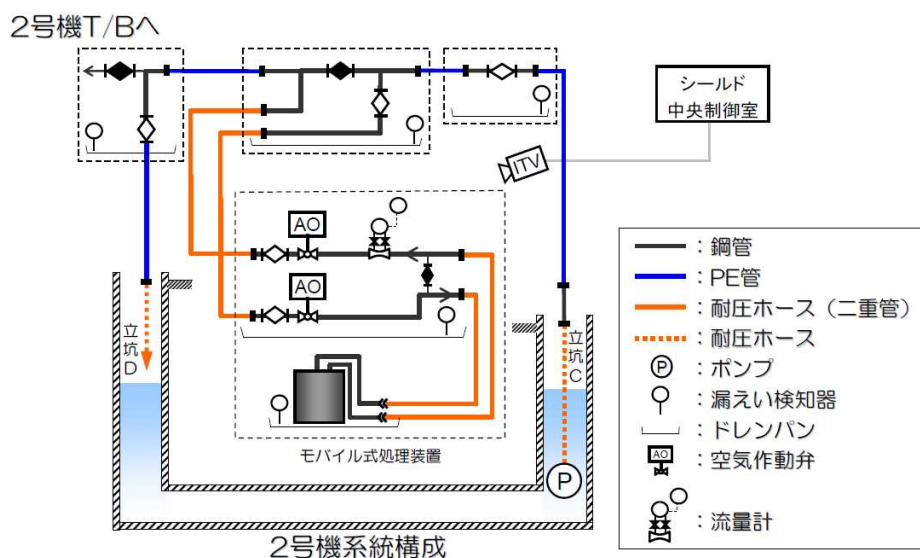 2号機T/Bへ
シールド
中央制御室
ITV
AO
AO
立坑D
立坑C
P
モバイル式処理装置
2号機系統構成
:鋼管
:PE管
:耐圧ホース（二重管）
:耐圧ホース
P :ポンプ
:漏えい検知器
:ドレンパン
AO :空気作動弁
:流量計